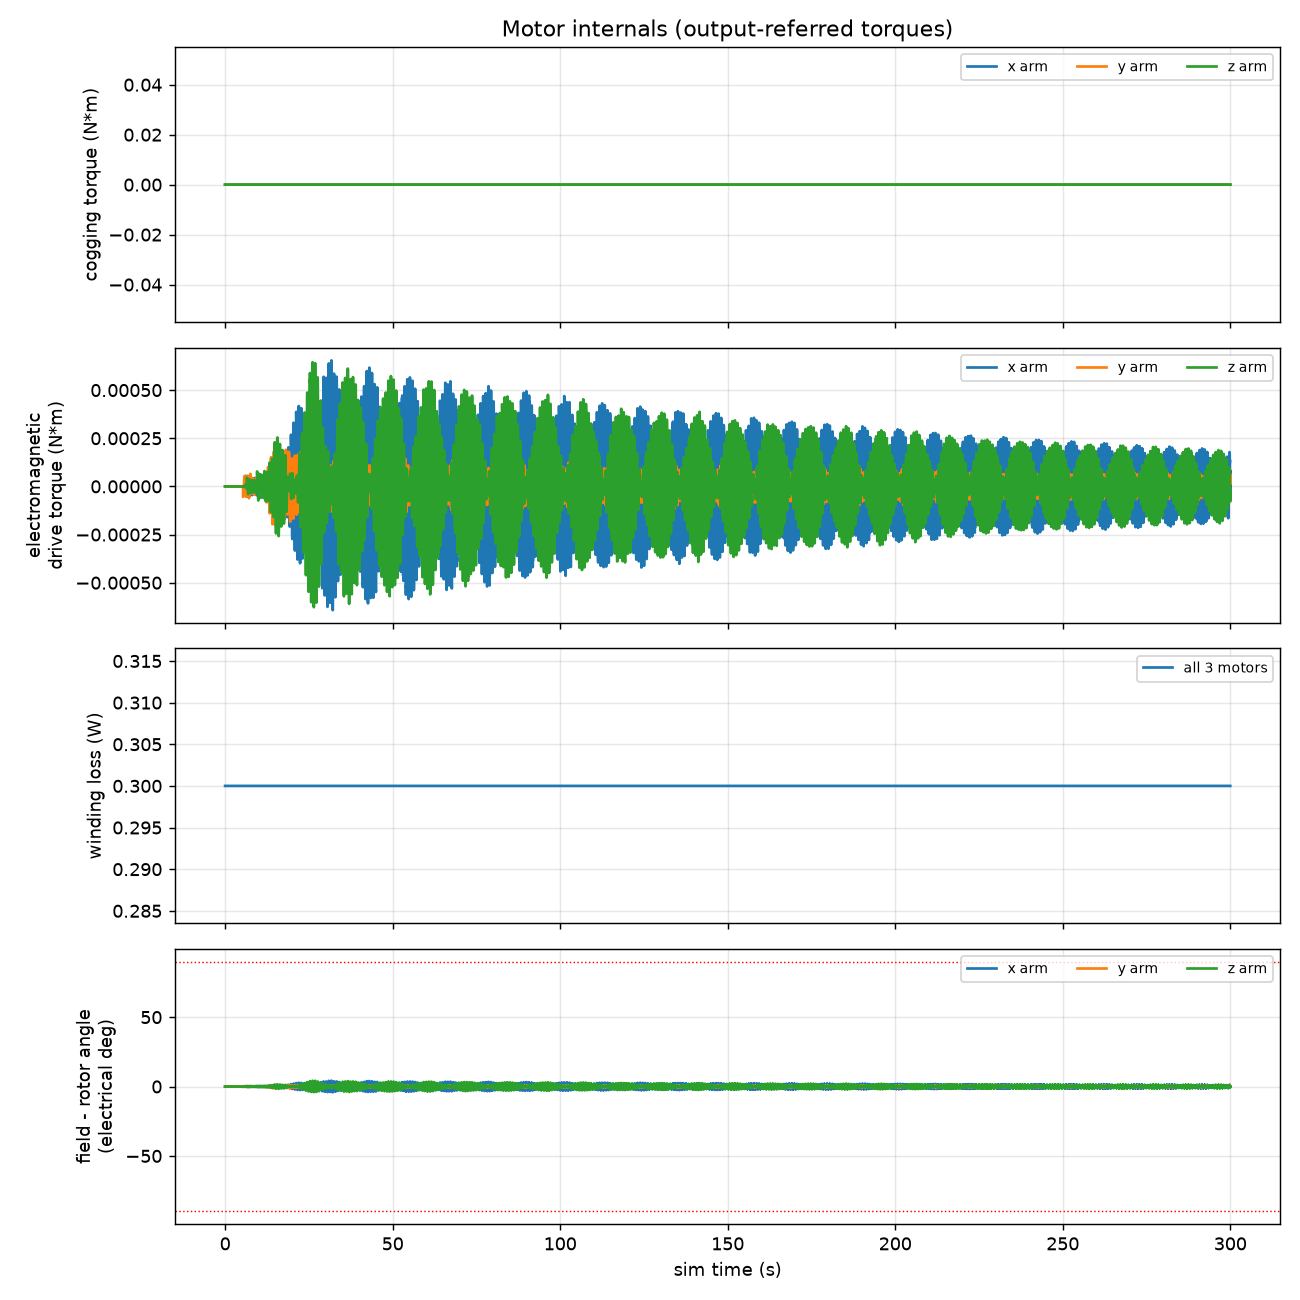 Motor internals (output-referred torques)
x arm y arm z arm
0.04
0.02
0.00
−0.02
−0.04
cogging torque (N*m)
x arm y arm z arm
0.00050
0.00025
0.00000
−0.00025
−0.00050
electromagnetic
drive torque (N*m)
all 3 motors
0.315
0.310
0.305
0.300
0.295
0.290
0.285
winding loss (W)
x arm y arm z arm
50
0
−50
field - rotor angle
(electrical deg)
0 50 100 150 200 250 300
sim time (s)